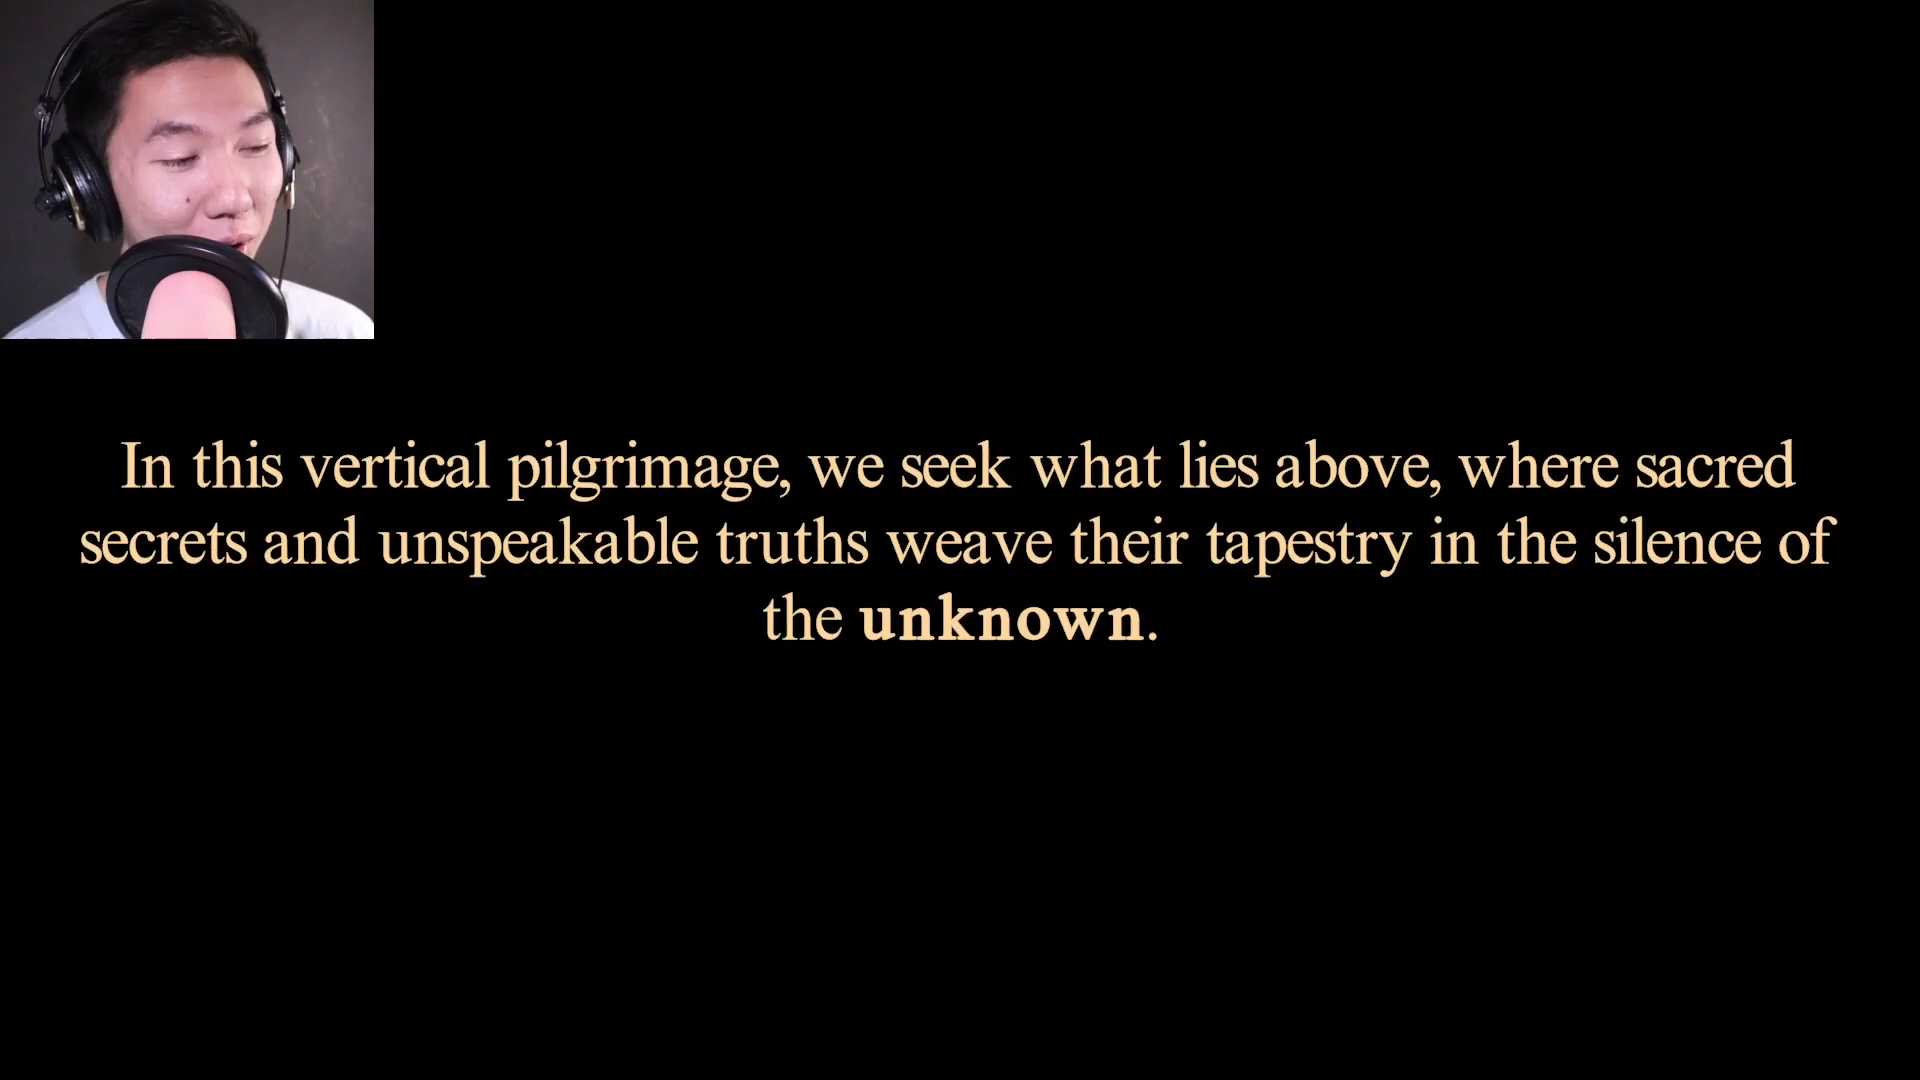 In this vertical pilgrimage, we seek what lies above, where sacred
secrets and unspeakable truths weave their tapestry in the silence of
the unknown.